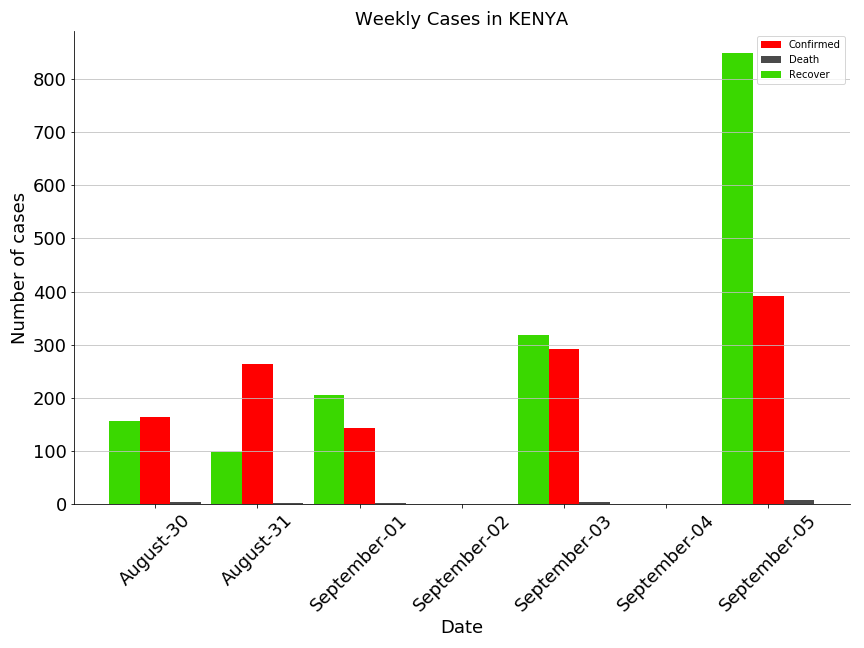 Weekly Cases in KENYA
Confirmed
Death
Recover
Number of cases
800
700
600
500
400
300
200
100
0
August-30
August-31
September-01
September-02
September-03
September-04
September-05
Date